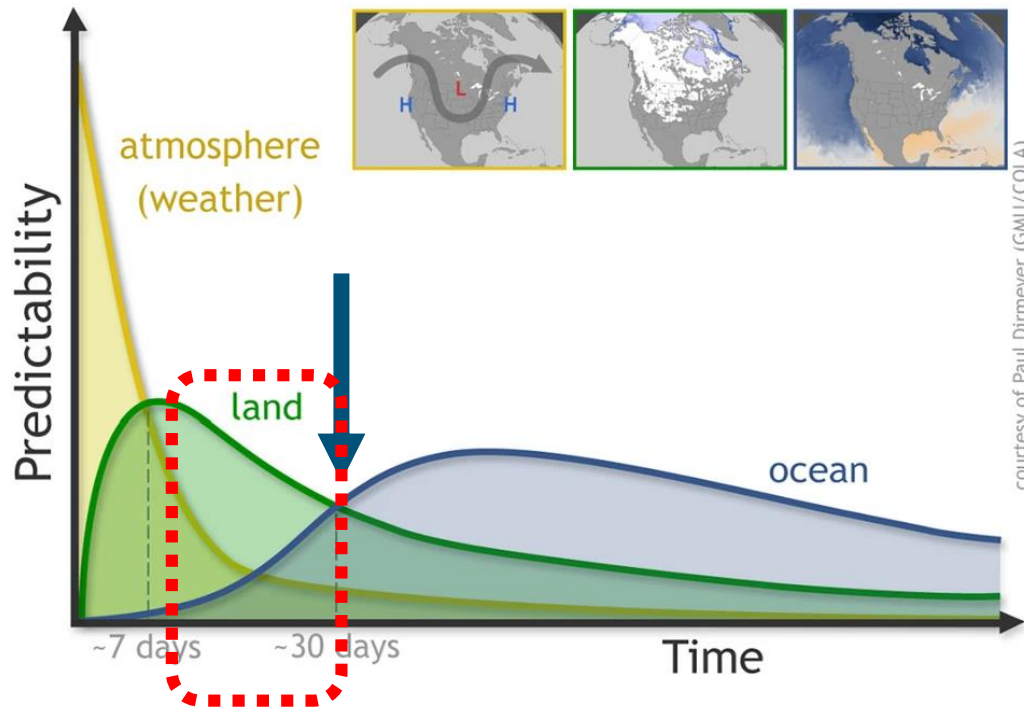 atmosphere
(weather)
H
L
H
Predictability
land
ocean
~7 days
~30 days
Time
courtesy of Paul Dirmeyer (GMU/COLA)